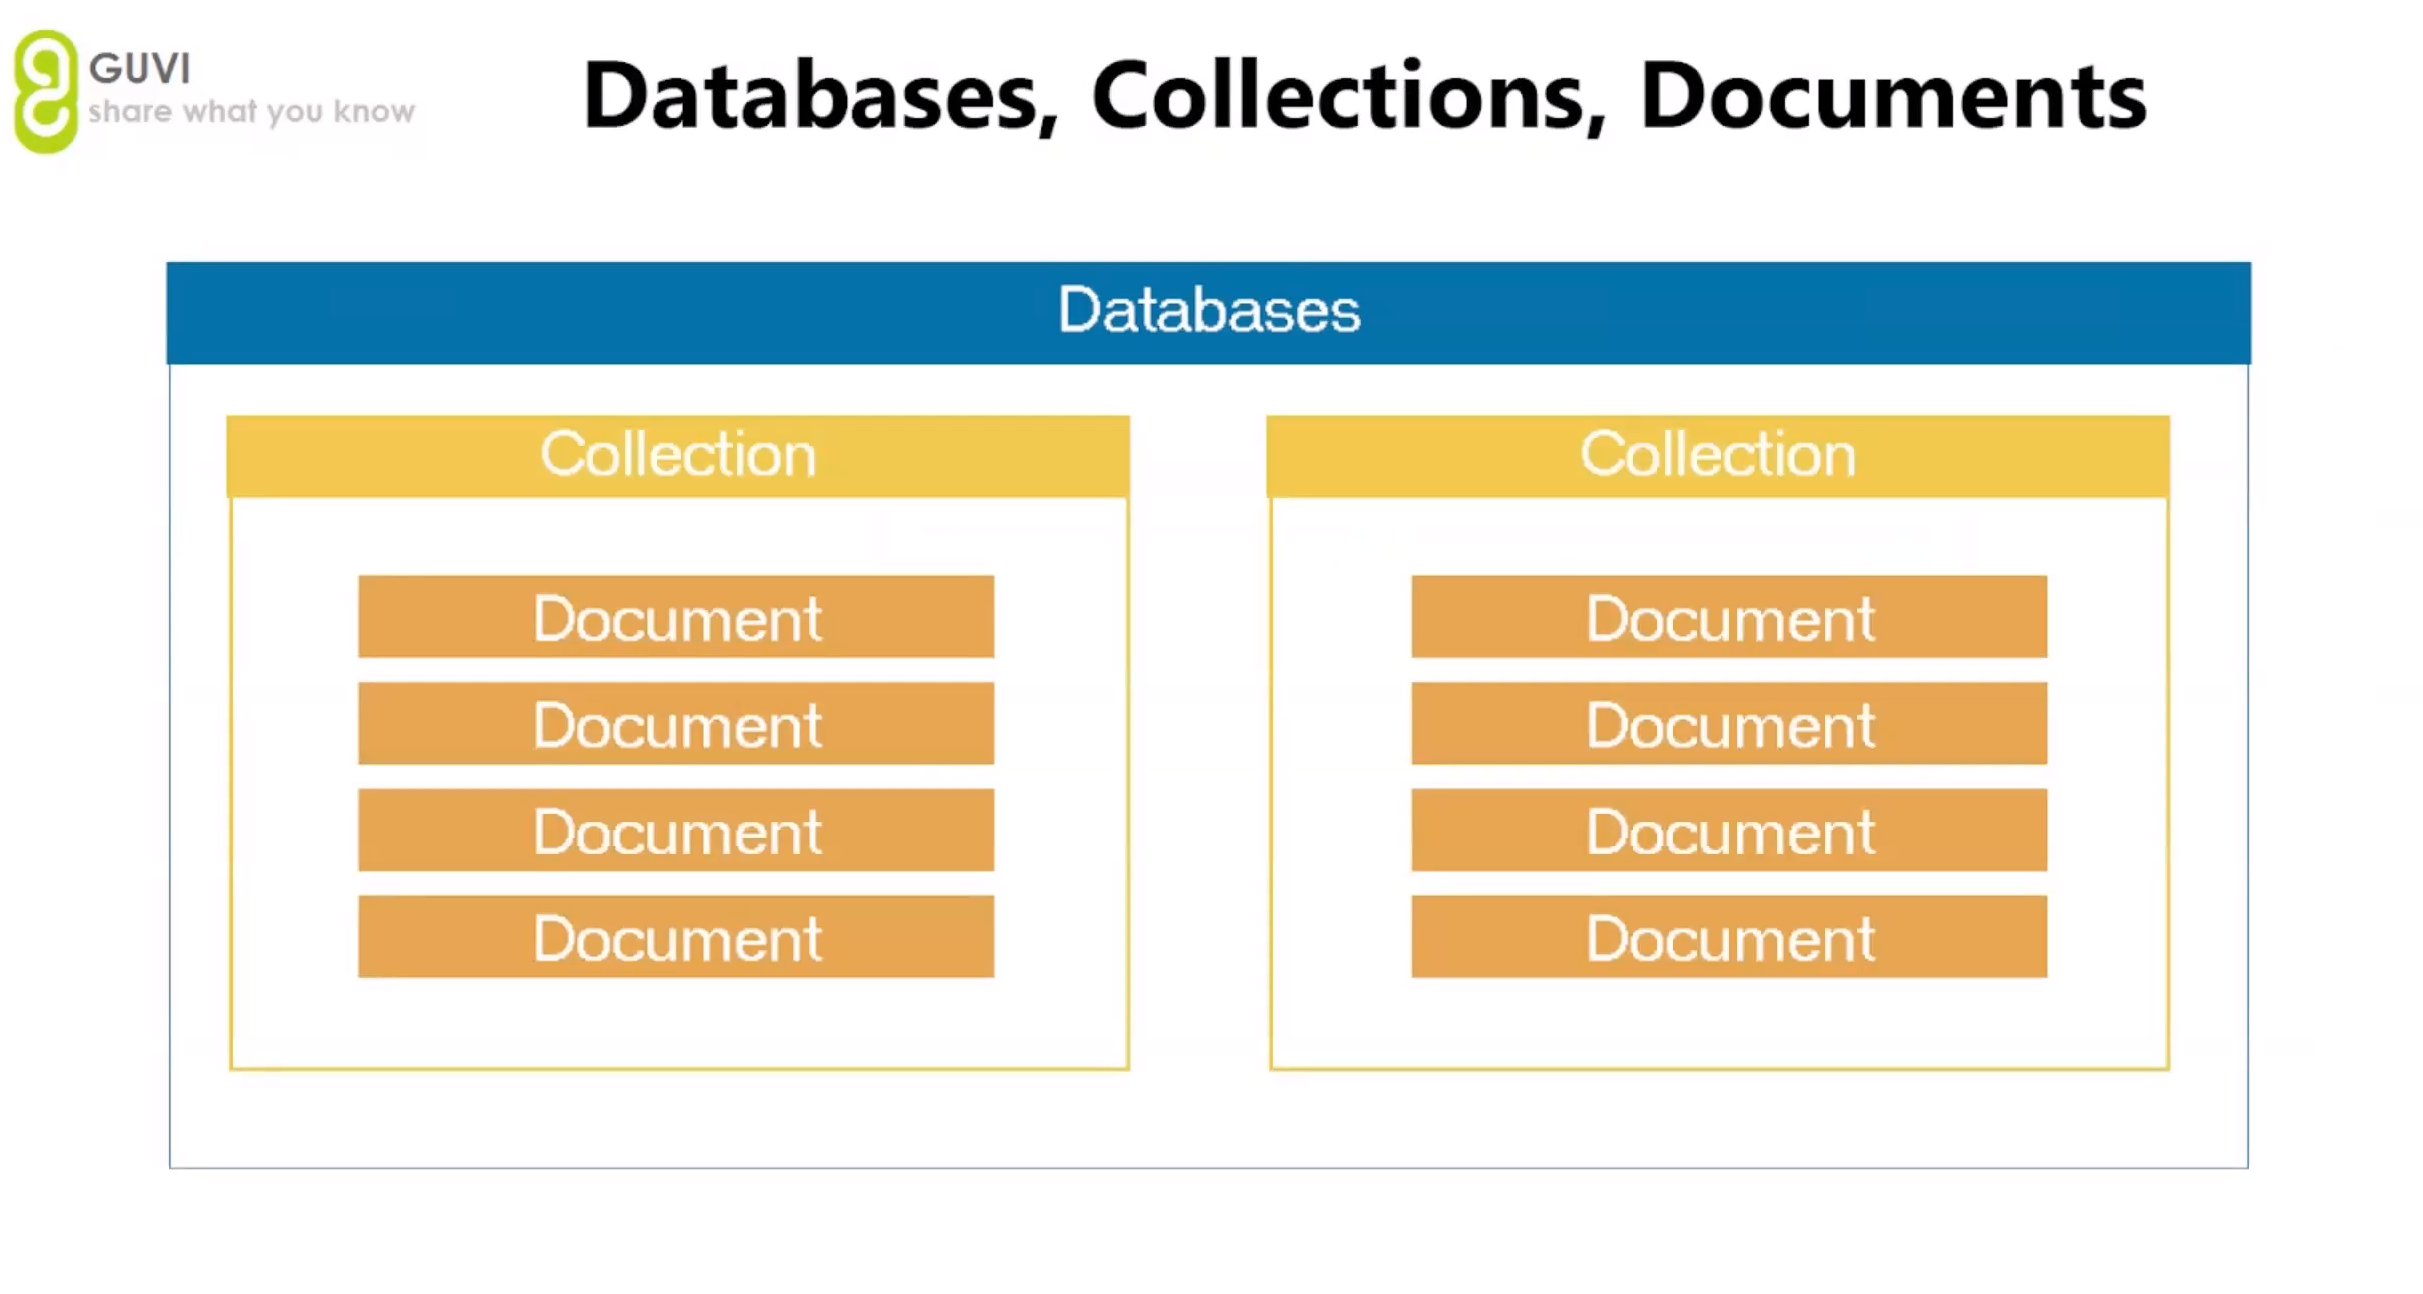 GUVI
share what you know
Databases, Collections, Documents
Databases
Collection
Document
Document
Document
Document
Collection
Document
Document
Document
Document